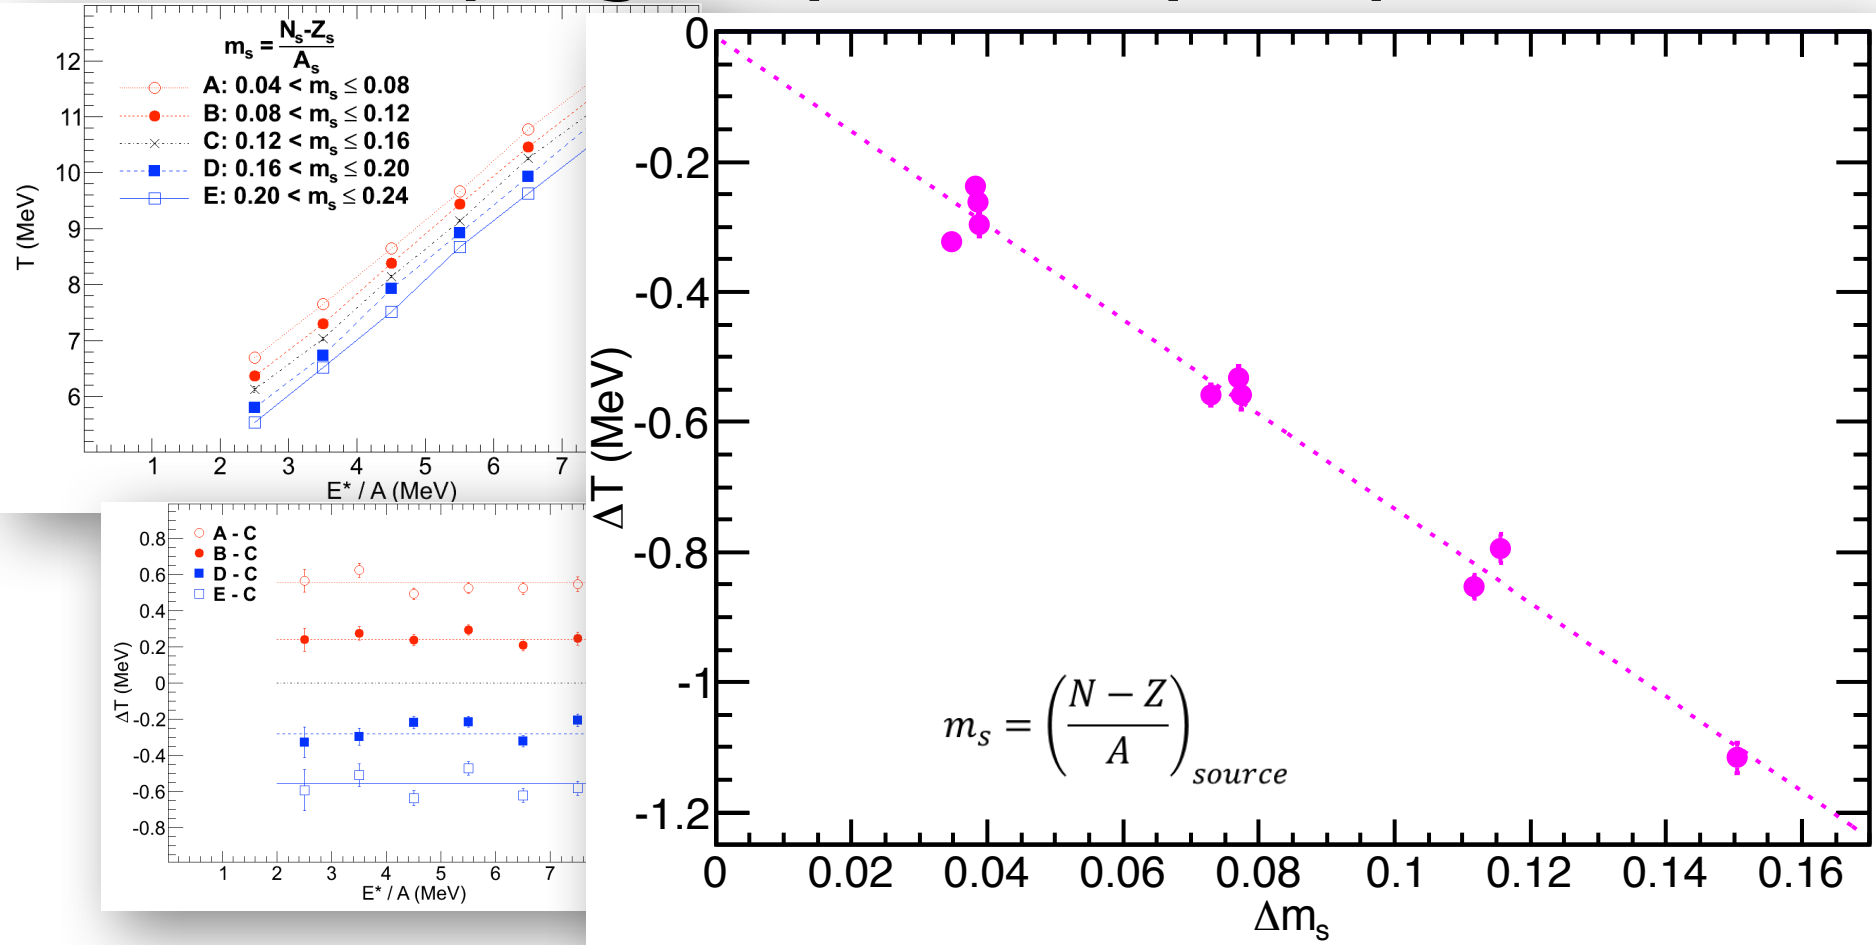 m_s = (N_s-Z_s)/A_s
A: 0.04 < m_s ≤ 0.08
B: 0.08 < m_s ≤ 0.12
C: 0.12 < m_s ≤ 0.16
D: 0.16 < m_s ≤ 0.20
E: 0.20 < m_s ≤ 0.24
12
11
10
9
8
7
6
T (MeV)
1 2 3 4 5 6 7
E* / A (MeV)
A - C
B - C
D - C
E - C
0.8
0.6
0.4
0.2
0
-0.2
-0.4
-0.6
-0.8
ΔT (MeV)
1 2 3 4 5 6 7
E* / A (MeV)
0
-0.2
-0.4
-0.6
-0.8
-1
-1.2
ΔT (MeV)
m_s = ((N − Z)/A)_source
0 0.02 0.04 0.06 0.08 0.1 0.12 0.14 0.16
Δm_s